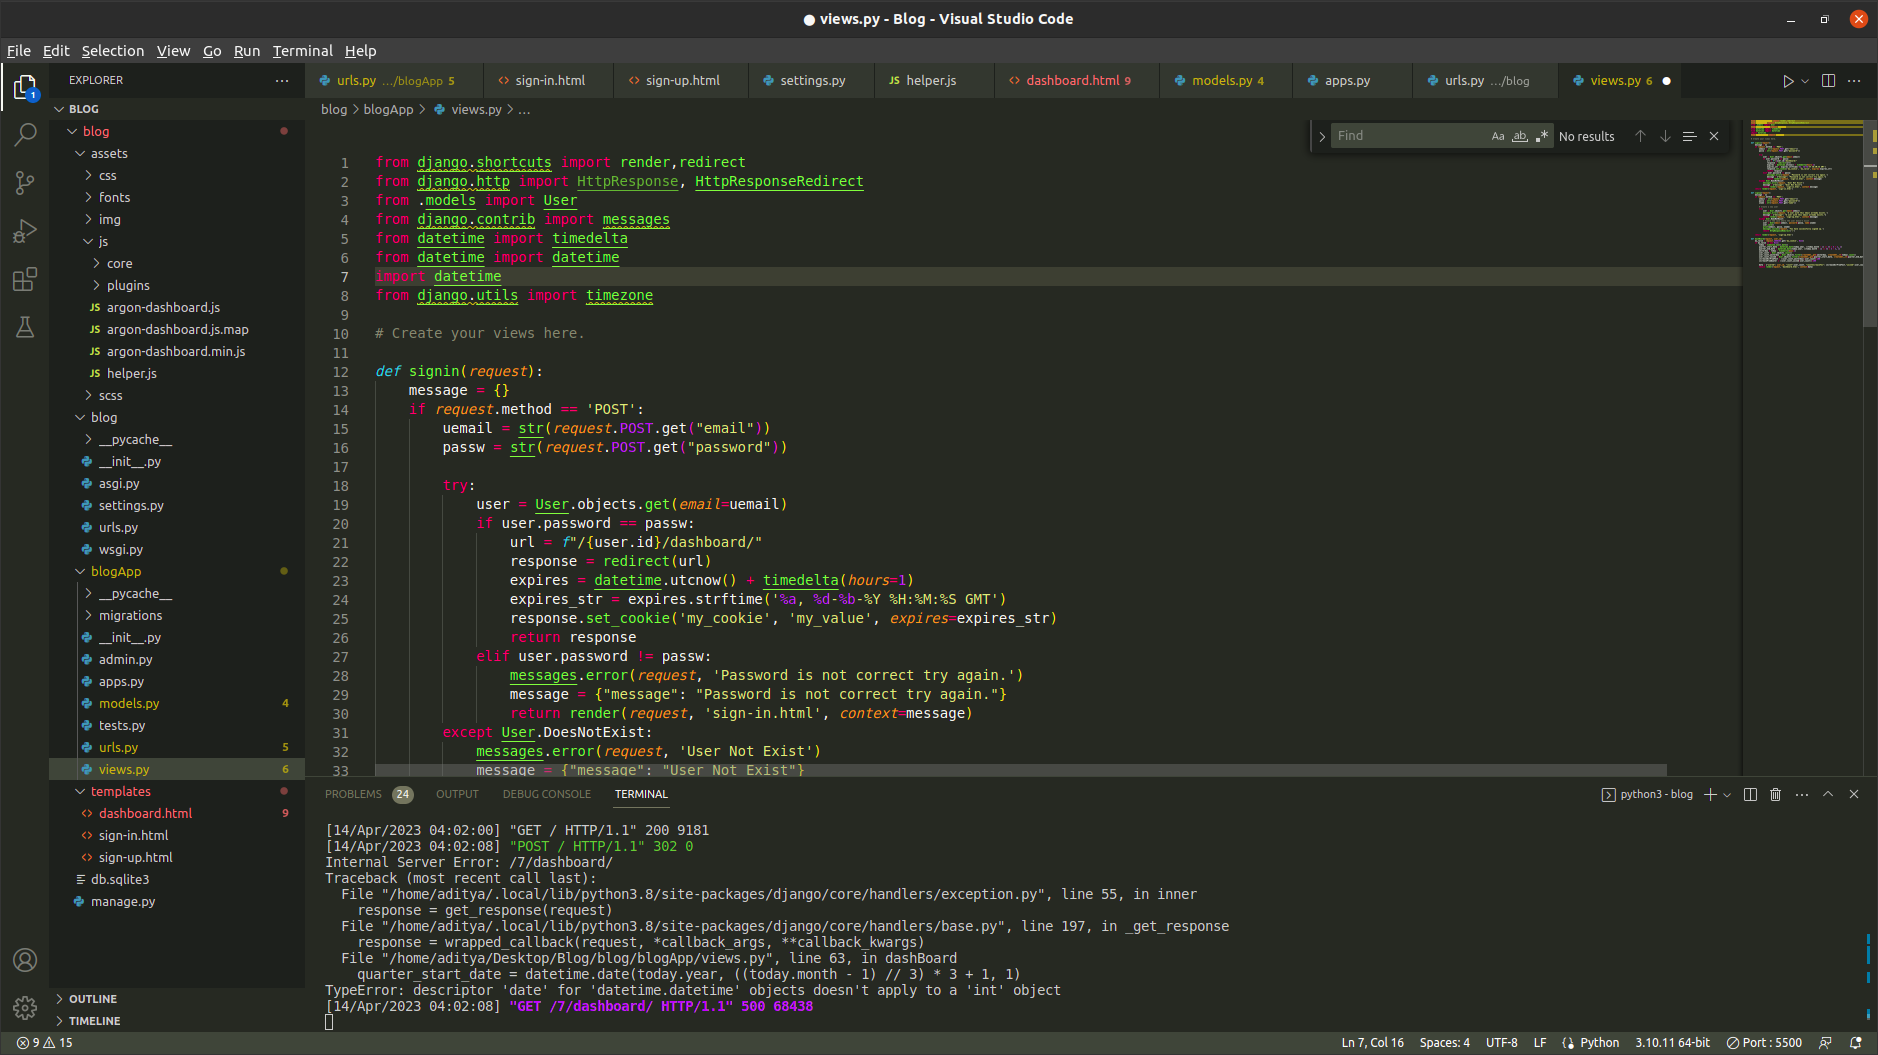 views.py - Blog - Visual Studio Code
File Edit Selection View Go Run Terminal Help
EXPLORER
BLOG
blog
assets
css
fonts
img
js
core
plugins
argon-dashboard.js
argon-dashboard.js.map
argon-dashboard.min.js
helper.js
scss
blog
__pycache__
__init__.py
asgi.py
settings.py
urls.py
wsgi.py
blogApp
__pycache__
migrations
__init__.py
admin.py
apps.py
models.py 4
tests.py
urls.py 5
views.py 6
templates
dashboard.html 9
sign-in.html
sign-up.html
db.sqlite3
manage.py
OUTLINE
TIMELINE
urls.py .../blogApp 5 sign-in.html sign-up.html settings.py JS helper.js dashboard.html 9 models.py 4 apps.py urls.py .../blog views.py 6
blog > blogApp > views.py > ...
Find Aa ab No results
1 from django.shortcuts import render,redirect
2 from django.http import HttpResponse, HttpResponseRedirect
3 from .models import User
4 from django.contrib import messages
5 from datetime import timedelta
6 from datetime import datetime
7 import datetime
8 from django.utils import timezone
9
10 # Create your views here.
11
12 def signin(request):
13 message = {}
14 if request.method == 'POST':
15 uemail = str(request.POST.get("email"))
16 passw = str(request.POST.get("password"))
17
18 try:
19 user = User.objects.get(email=uemail)
20 if user.password == passw:
21 url = f"/{user.id}/dashboard/"
22 response = redirect(url)
23 expires = datetime.utcnow() + timedelta(hours=1)
24 expires_str = expires.strftime('%a, %d-%b-%Y %H:%M:%S GMT')
25 response.set_cookie('my_cookie', 'my_value', expires=expires_str)
26 return response
27 elif user.password != passw:
28 messages.error(request, 'Password is not correct try again.')
29 message = {"message": "Password is not correct try again."}
30 return render(request, 'sign-in.html', context=message)
31 except User.DoesNotExist:
32 messages.error(request, 'User Not Exist')
33 message = {"message": "User Not Exist"}
PROBLEMS 24 OUTPUT DEBUG CONSOLE TERMINAL python3 - blog
[14/Apr/2023 04:02:00] "GET / HTTP/1.1" 200 9181
[14/Apr/2023 04:02:08] "POST / HTTP/1.1" 302 0
Internal Server Error: /7/dashboard/
Traceback (most recent call last):
File "/home/aditya/.local/lib/python3.8/site-packages/django/core/handlers/exception.py", line 55, in inner
response = get_response(request)
File "/home/aditya/.local/lib/python3.8/site-packages/django/core/handlers/base.py", line 197, in _get_response
response = wrapped_callback(request, *callback_args, **callback_kwargs)
File "/home/aditya/Desktop/Blog/blog/blogApp/views.py", line 63, in dashBoard
quarter_start_date = datetime.date(today.year, ((today.month - 1) // 3) * 3 + 1, 1)
TypeError: descriptor 'date' for 'datetime.datetime' objects doesn't apply to a 'int' object
[14/Apr/2023 04:02:08] "GET /7/dashboard/ HTTP/1.1" 500 68438
9 15 Ln 7, Col 16 Spaces: 4 UTF-8 LF Python 3.10.11 64-bit Port : 5500